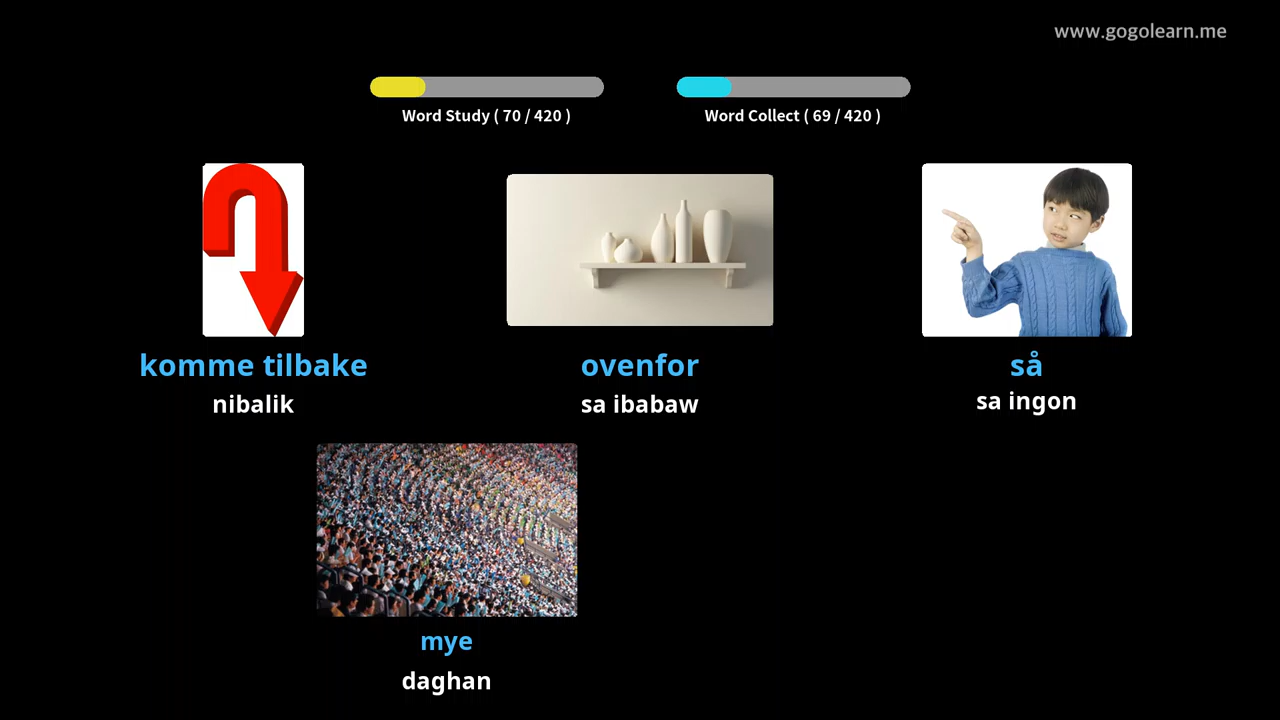 www.gogolearn.me
Word Study ( 70 / 420 )
Word Collect ( 69 / 420 )
komme tilbake
nibalik
ovenfor
sa ibabaw
så
sa ingon
mye
daghan